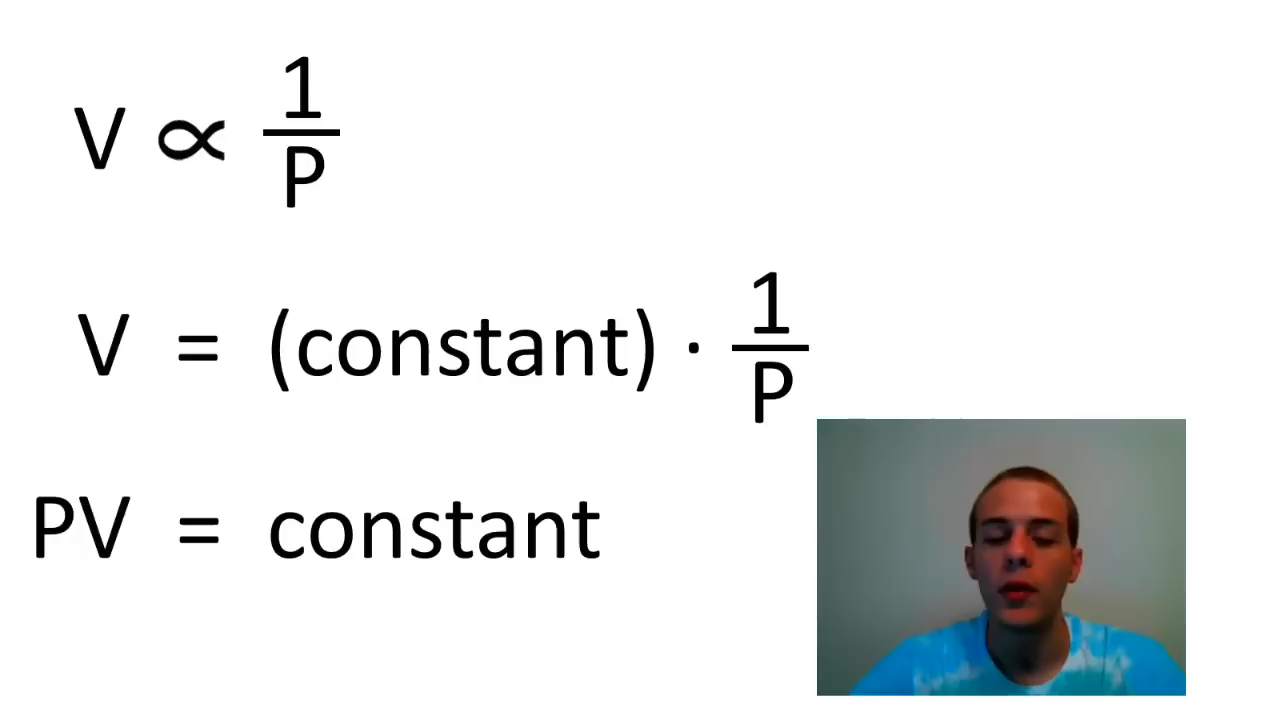 V ∝ 1/P
V = (constant) · 1/P
PV = constant